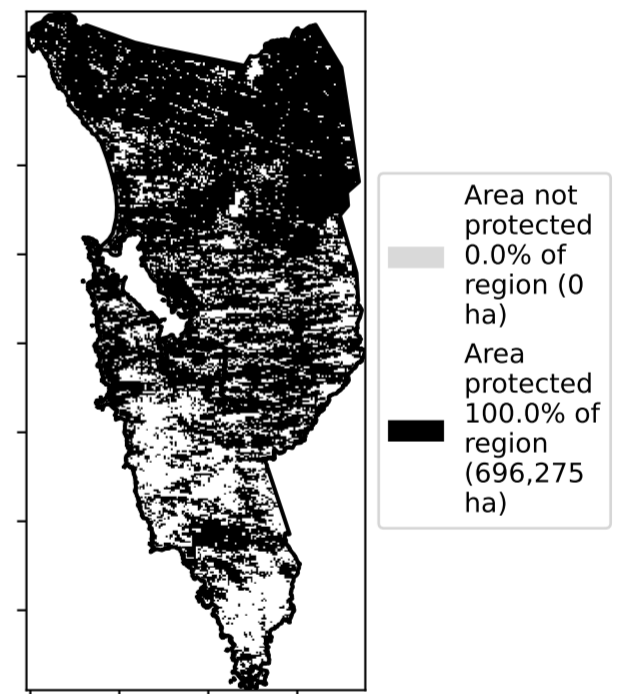 Area not
protected
0.0% of
region (0
ha)
Area
protected
100.0% of
region
(696,275
ha)